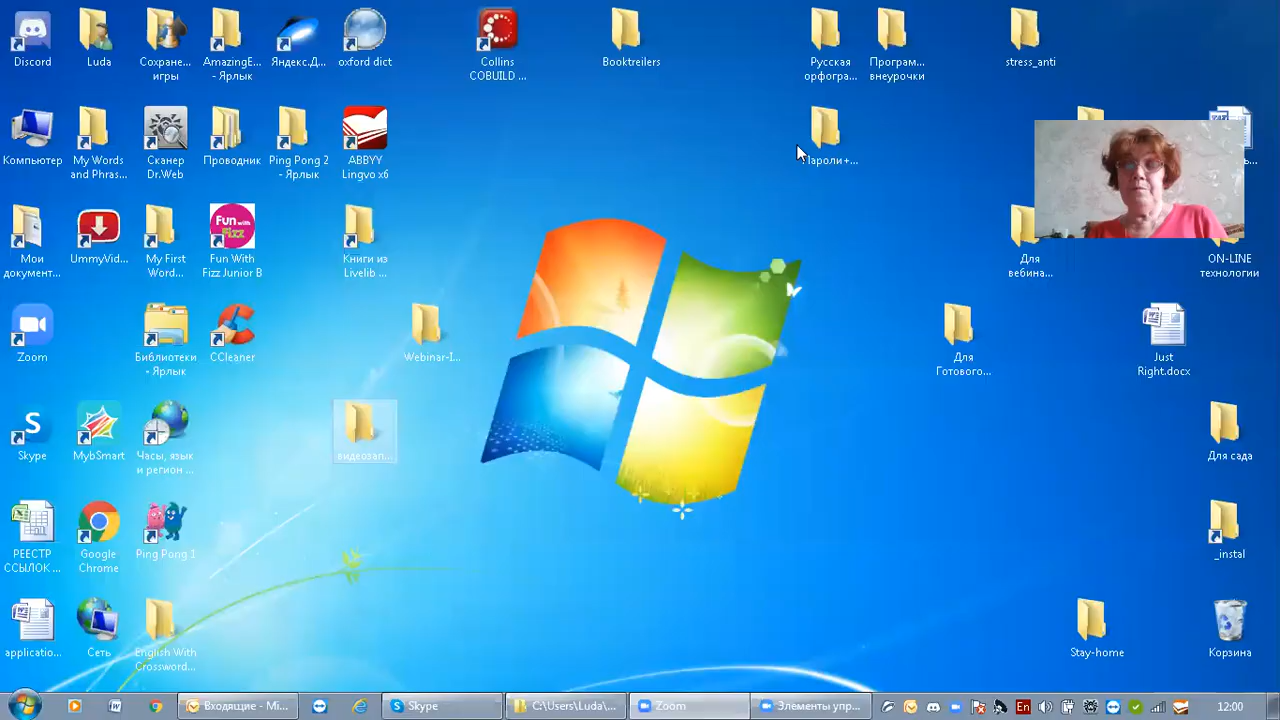 Discord
Luda
Сохране...
игры
AmazingE...
- Ярлык
Яндекс.Д...
oxford dict
Collins
COBUILD ...
Booktreilers
Русская
орфогра...
Програм...
внеурочки
stress_anti
Компьютер
My Words
and Phras...
Сканер
Dr.Web
Проводник
Ping Pong 2
- Ярлык
ABBYY
Lingvo x6
Пароли+...
Мои
документ...
UmmyVid...
My First
Word...
Fun with
Fizz
Fun With
Fizz Junior B
Книги из
Livelib ...
Для
вебина...
ON-LINE
технологии
Zoom
Библиотеки
- Ярлык
CCleaner
Webinar-I...
Для
Готового...
Just
Right.docx
Skype
MybSmart
Часы, язык
и регион ...
видеозап...
Для сада
РЕЕСТР
ССЫЛОК ...
Google
Chrome
Ping Pong 1
_instal
applicatio...
Сеть
English With
Crossword...
Stay-home
Корзина
Входящие - Mi...
Skype
C:\Users\Luda\...
Zoom
Элементы упр...
En
12:00